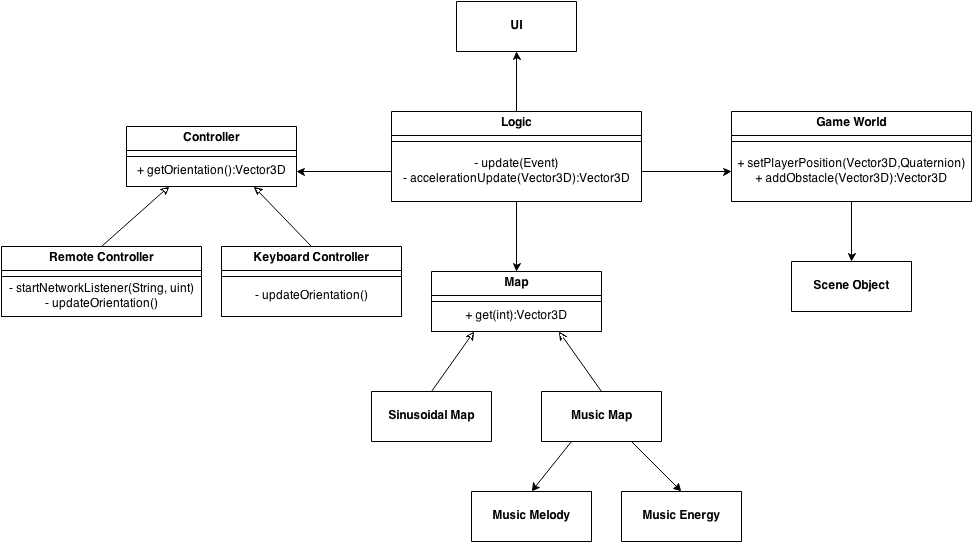 UI
Logic
- update(Event)
- accelerationUpdate(Vector3D):Vector3D
Controller
+ getOrientation():Vector3D
Game World
+ setPlayerPosition(Vector3D,Quaternion)
+ addObstacle(Vector3D):Vector3D
Remote Controller
- startNetworkListener(String, uint)
- updateOrientation()
Keyboard Controller
- updateOrientation()
Map
+ get(int):Vector3D
Scene Object
Sinusoidal Map
Music Map
Music Melody
Music Energy